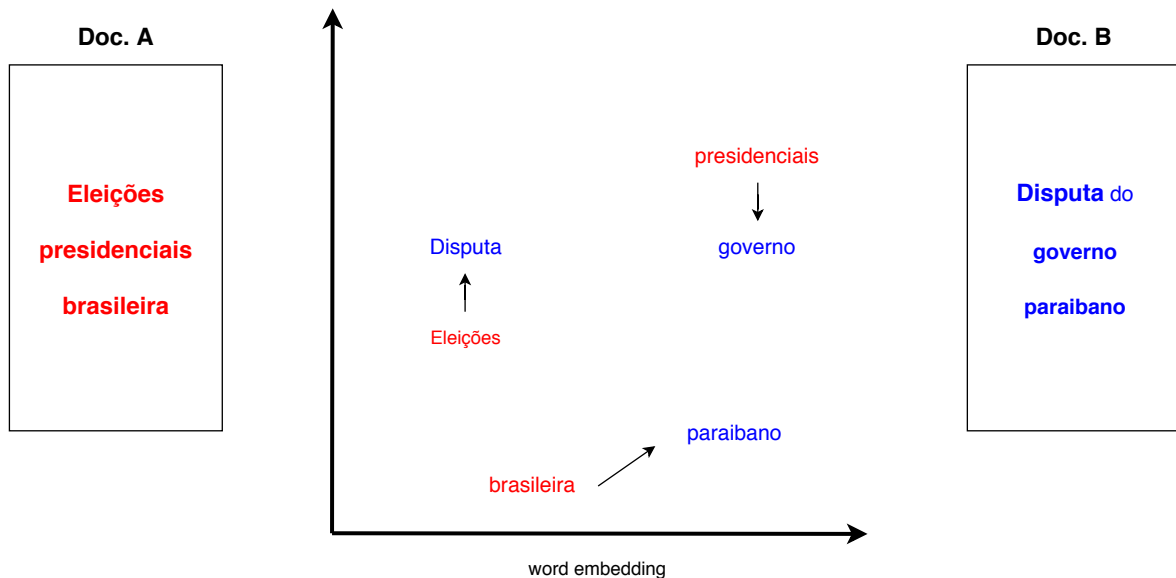 Doc. A
Eleições
presidenciais
brasileira
presidenciais
Disputa
governo
Eleições
paraibano
brasileira
word embedding
Doc. B
Disputa do
governo
paraibano